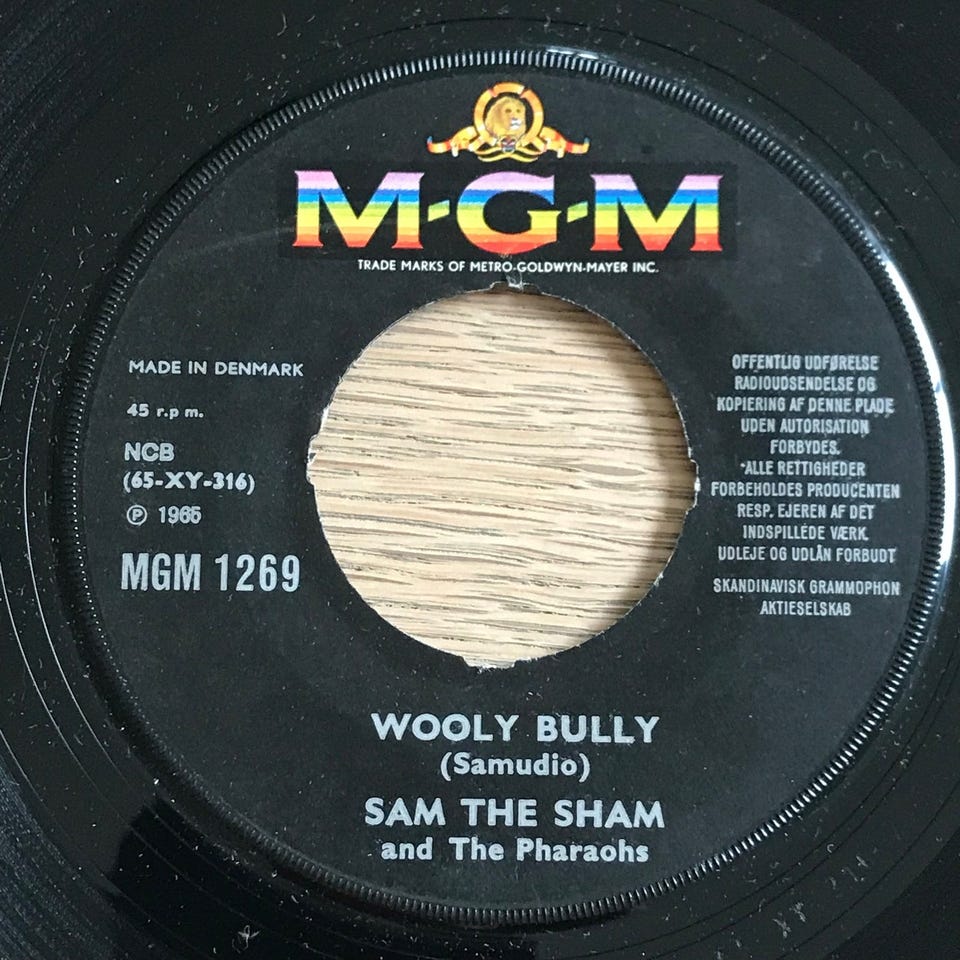 M-G-M
TRADE MARKS OF METRO-GOLDWYN-MAYER INC.
MADE IN DENMARK
45 r.p m.
NCB
(65-XY-316)
℗ 1965
MGM 1269
OFFENTLIG UDFØRELSE
RADIOUDSENDELSE OG
KOPIERING AF DENNE PLADE
UDEN AUTORISATION
FORBYDES.
ALLE RETTIGHEDER
FORBEHOLDES PRODUCENTEN
RESP. EJEREN AF DET
INDSPILLEDE VÆRK.
UDLEJE OG UDLÅN FORBUDT
SKANDINAVISK GRAMMOPHON
AKTIESELSKAB
WOOLY BULLY
(Samudio)
SAM THE SHAM
and The Pharaohs